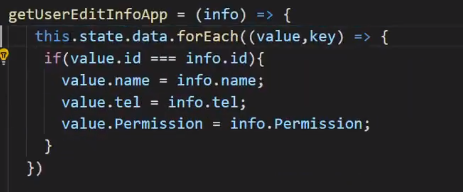 getUserEditInfoApp = (info) => {
this.state.data.forEach((value,key) => {
if(value.id === info.id){
value.name = info.name;
value.tel = info.tel;
value.Permission = info.Permission;
}
})